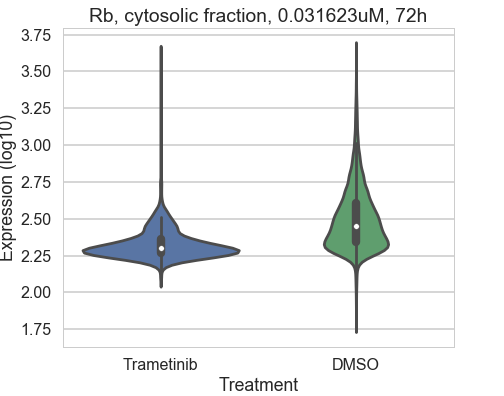 Rb, cytosolic fraction, 0.031623uM, 72h
Expression (log10)
3.75
3.50
3.25
3.00
2.75
2.50
2.25
2.00
1.75
Trametinib
DMSO
Treatment